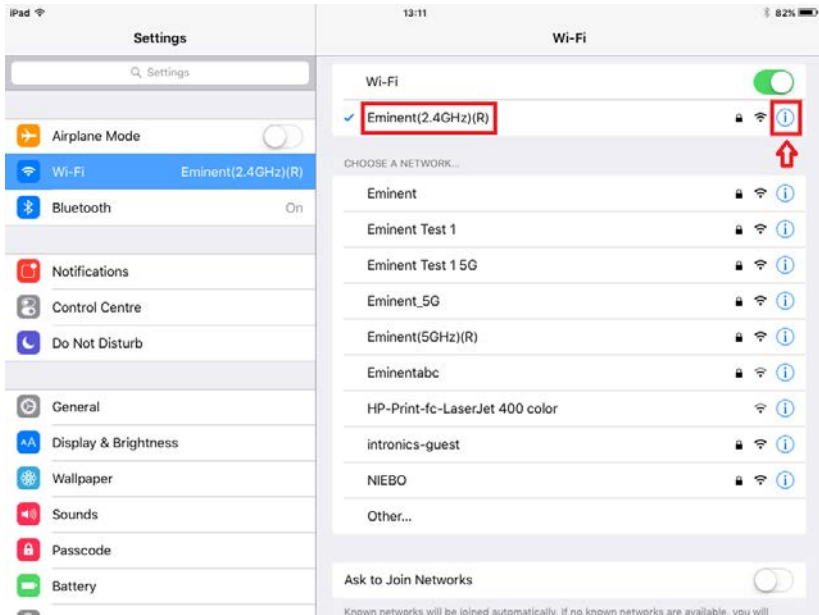 iPad 13:11 82%
Settings
Settings
Airplane Mode
Wi-Fi Eminent(2.4GHz)(R)
Bluetooth On
Notifications
Control Centre
Do Not Disturb
General
Display & Brightness
Wallpaper
Sounds
Passcode
Battery
Wi-Fi
Wi-Fi
Eminent(2.4GHz)(R)
CHOOSE A NETWORK...
Eminent
Eminent Test 1
Eminent Test 1 5G
Eminent_5G
Eminent(5GHz)(R)
Eminentabc
HP-Print-fc-LaserJet 400 color
intronics-guest
NIEBO
Other...
Ask to Join Networks
Known networks will be joined automatically. If no known networks are available, you will